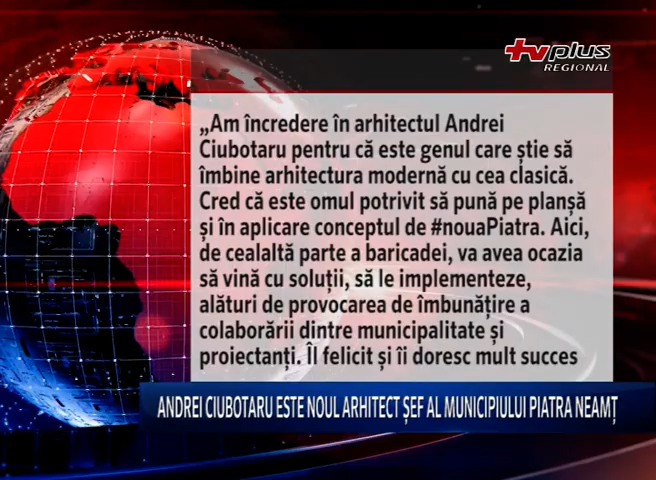 tvplus
REGIONAL
„Am încredere în arhitectul Andrei
Ciubotaru pentru că este genul care știe să
îmbine arhitectura modernă cu cea clasică.
Cred că este omul potrivit să pună pe planșă
și în aplicare conceptul de #nouaPiatra. Aici,
de cealaltă parte a baricadei, va avea ocazia
să vină cu soluții, să le implementeze,
alături de provocarea de îmbunățire a
colaborării dintre municipalitate și
proiectanți. Îl felicit și îi doresc mult succes
ANDREI CIUBOTARU ESTE NOUL ARHITECT ȘEF AL MUNICIPIULUI PIATRA NEAMȚ